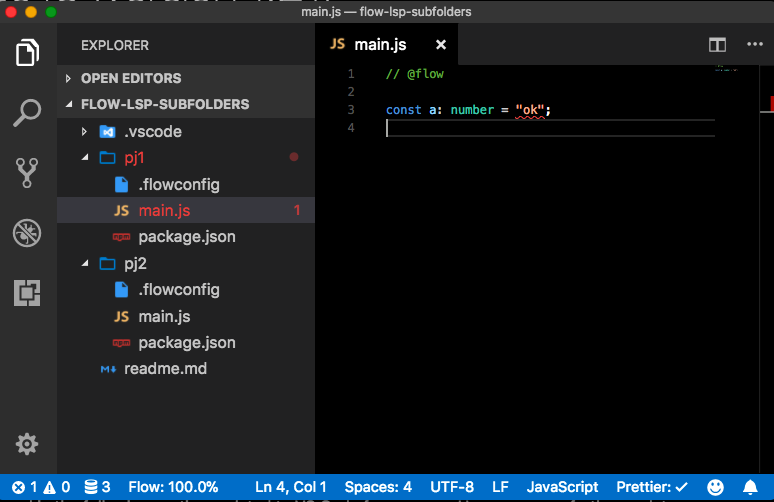 main.js — flow-lsp-subfolders
EXPLORER
OPEN EDITORS
FLOW-LSP-SUBFOLDERS
.vscode
pj1
.flowconfig
JS main.js 1
package.json
pj2
.flowconfig
JS main.js
package.json
M readme.md
JS main.js ×
1 // @flow
2
3 const a: number = "ok";
4
1 0 3 Flow: 100.0% Ln 4, Col 1 Spaces: 4 UTF-8 LF JavaScript Prettier: ✓